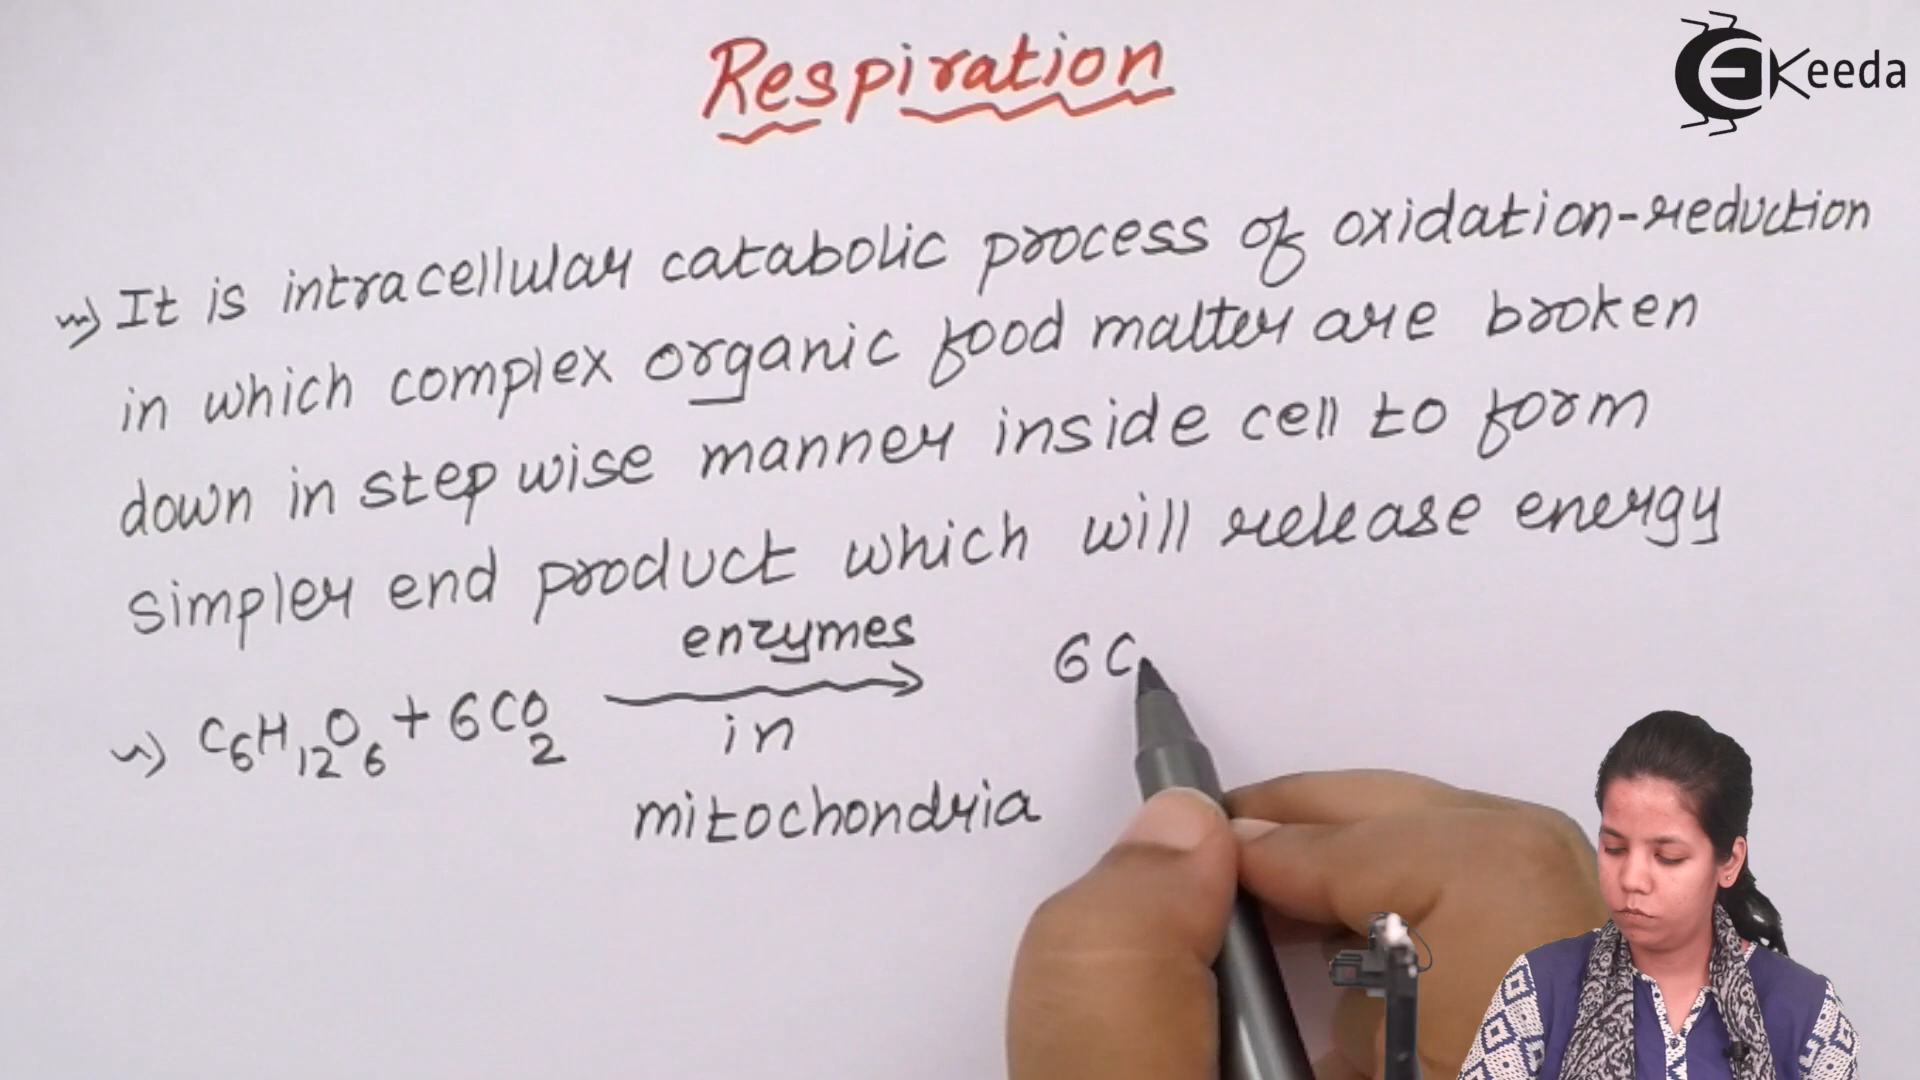 Respiration
EKeeda
It is intracellular catabolic process of oxidation-reduction
in which complex organic food matter are broken
down in step wise manner inside cell to form
simpler end product which will release energy
enzymes
C6H12O6 + 6CO2 → 6C
in
mitochondria